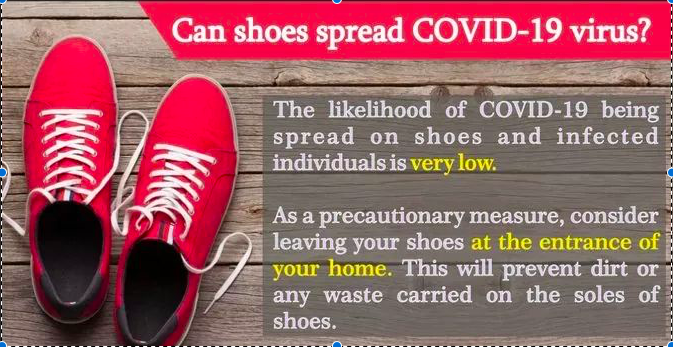 Can shoes spread COVID-19 virus?
The likelihood of COVID-19 being
spread on shoes and infected
individuals is very low.
As a precautionary measure, consider
leaving your shoes at the entrance of
your home. This will prevent dirt or
any waste carried on the soles of
shoes.